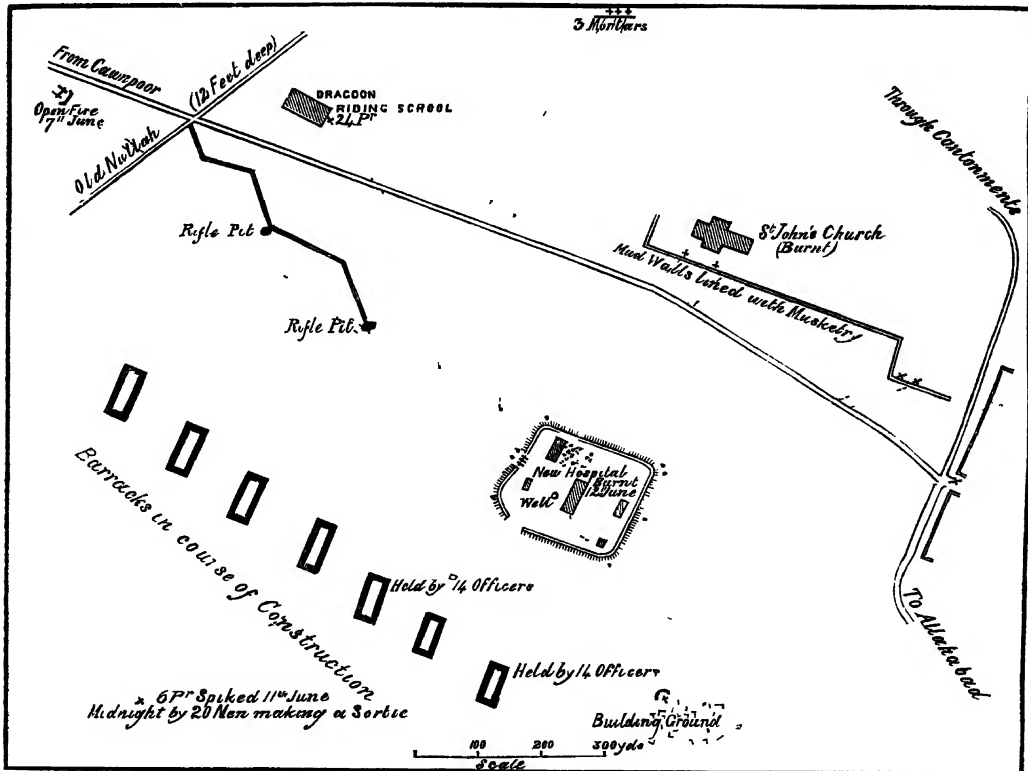 3 Mortars
From Cawnpoor
(12 Feet deep)
Open Fire
7th June
Old Nullah
DRAGOON
RIDING SCHOOL
24 Pr
Through Cantonments
St John's Church
(Burnt)
Mud Walls lined with Musketry
Rifle Pit
Rifle Pit
New Hospital
Burnt
12 June
Well
Barracks in course of Construction
Held by 14 Officers
Held by 14 Officers
To Allahabad
6 Pr Spiked 11th June
Midnight by 20 Men making a Sortie
Building Ground
100 200 300 yds
Scale